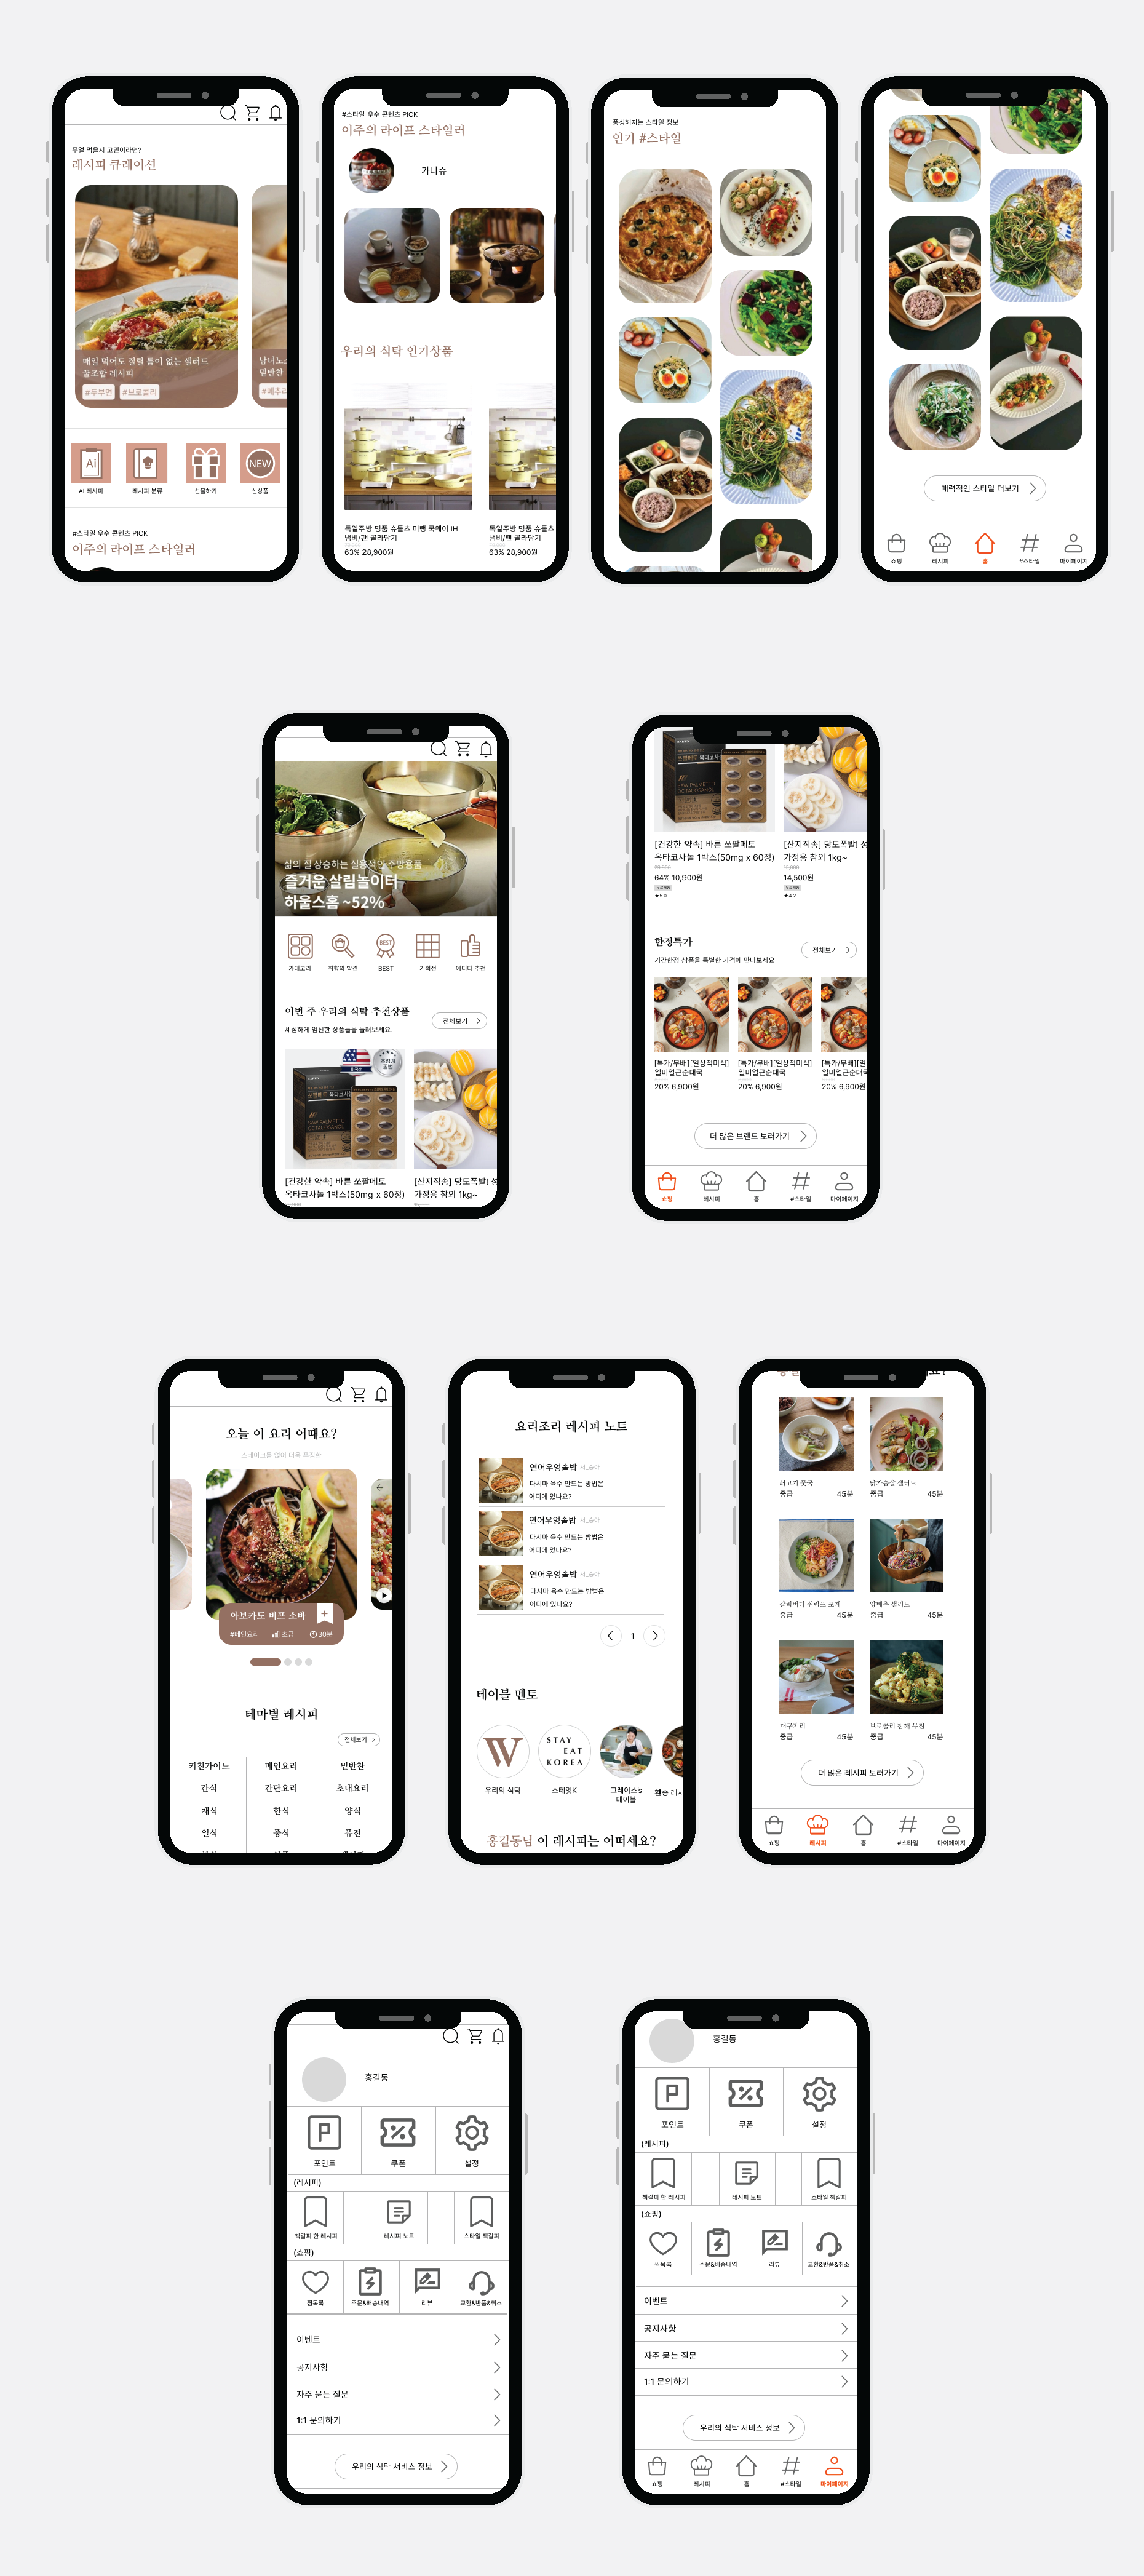 무얼 먹을지 고민이라면?
레시피 큐레이션
매일 먹어도 질릴 틈이 없는 샐러드
꿀조합 레시피
#두부면 #브로콜리
남녀노
밑반찬
#메추리
AI 레시피
레시피 분류
선물하기
NEW
신상품
#스타일 우수 콘텐츠 PICK
이주의 라이프 스타일러
#스타일 우수 콘텐츠 PICK
이주의 라이프 스타일러
가나슈
우리의 식탁 인기상품
독일주방 명품 슈톨츠 머랭 쿡웨어 IH
냄비/팬 골라담기
63% 28,900원
독일주방 명품 슈톨츠
냄비/팬 골라담기
63% 28,900원
풍성해지는 스타일 정보
인기 #스타일
매력적인 스타일 더보기
쇼핑
레시피
홈
#스타일
마이페이지
삶의 질 상승하는 실용적인 주방용품
즐거운 살림놀이터
하울스홈 ~52%
카테고리
취향의 발견
BEST
BEST
기획전
에디터 추천
이번 주 우리의 식탁 추천상품
세심하게 엄선한 상품들을 둘러보세요.
전체보기
[건강한 약속] 바른 쏘팔메토
옥타코사놀 1박스(50mg x 60정)
[산지직송] 당도폭발! 성
가정용 참외 1kg~
[건강한 약속] 바른 쏘팔메토
옥타코사놀 1박스(50mg x 60정)
64% 10,900원
무료배송
★5.0
[산지직송] 당도폭발! 성
가정용 참외 1kg~
14,500원
무료배송
★4.2
한정특가
기간한정 상품을 특별한 가격에 만나보세요
전체보기
[특가/무배][일상적미식]
일미얼큰순대국
20% 6,900원
[특가/무배][일상적미식]
일미얼큰순대국
20% 6,900원
[특가/무배][일
일미얼큰순대국
20% 6,900원
더 많은 브랜드 보러가기
쇼핑
레시피
홈
#스타일
마이페이지
오늘 이 요리 어때요?
스테이크를 얹어 더욱 푸짐한
아보카도 비프 소바
#메인요리 초급 30분
테마별 레시피
전체보기
키친가이드 메인요리 밑반찬
간식 간단요리 초대요리
채식 한식 양식
일식 중식 퓨전
요리조리 레시피 노트
연어우엉솥밥
다시마 육수 만드는 방법은
어디에 있나요?
연어우엉솥밥
다시마 육수 만드는 방법은
어디에 있나요?
연어우엉솥밥
다시마 육수 만드는 방법은
어디에 있나요?
1
테이블 멘토
W
우리의 식탁
STAY
EAT
KOREA
스테잇K
그레이스's
테이블
홍길동님 이 레시피는 어떠세요?
쇠고기 뭇국
중급 45분
닭가슴살 샐러드
중급 45분
갈릭버터 쉬림프 포케
중급 45분
양배추 샐러드
중급 45분
대구지리
중급 45분
브로콜리 참깨 무침
중급 45분
더 많은 레시피 보러가기
쇼핑
레시피
홈
#스타일
마이페이지
홍길동
포인트
쿠폰
설정
(레시피)
책갈피 한 레시피
레시피 노트
스타일 책갈피
(쇼핑)
찜목록
주문&배송내역
리뷰
교환&반품&취소
이벤트
공지사항
자주 묻는 질문
1:1 문의하기
우리의 식탁 서비스 정보
홍길동
포인트
쿠폰
설정
(레시피)
책갈피 한 레시피
레시피 노트
스타일 책갈피
(쇼핑)
찜목록
주문&배송내역
리뷰
교환&반품&취소
이벤트
공지사항
자주 묻는 질문
1:1 문의하기
우리의 식탁 서비스 정보
쇼핑
레시피
홈
#스타일
마이페이지